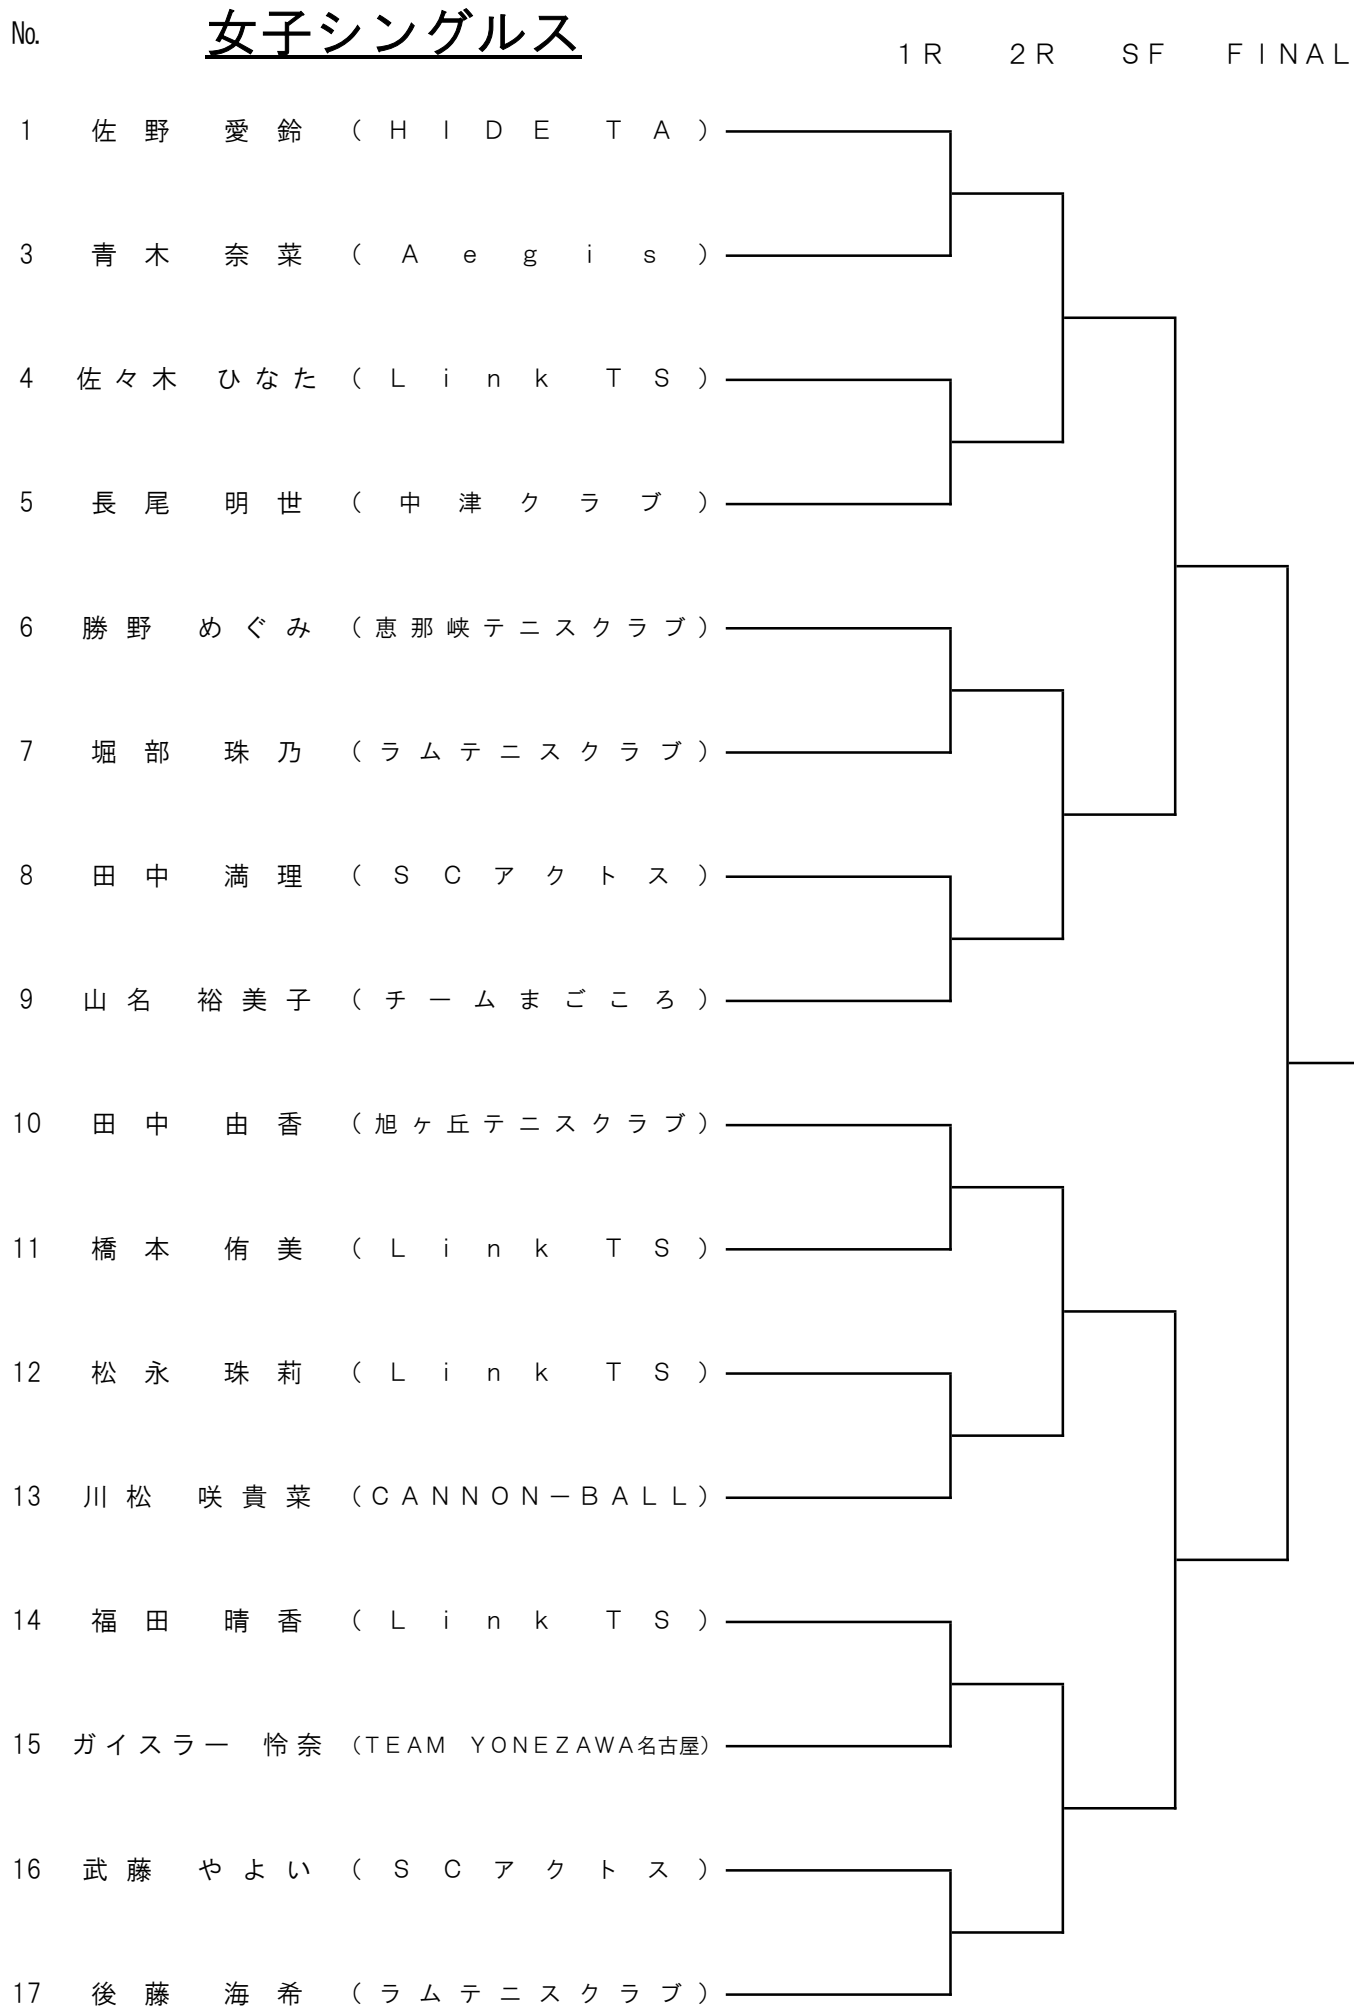 No. 女子シングルス
１Ｒ ２Ｒ ＳＦ ＦＩＮＡＬ
1 佐野 愛鈴 （ＨＩＤＥ ＴＡ）
3 青木 奈菜 （Ａｅｇｉｓ）
4 佐々木 ひなた （Ｌｉｎｋ ＴＳ）
5 長尾 明世 （中津クラブ）
6 勝野 めぐみ （恵那峡テニスクラブ）
7 堀部 珠乃 （ラムテニスクラブ）
8 田中 満理 （ＳＣアクトス）
9 山名 裕美子 （チームまごころ）
10 田中 由香 （旭ヶ丘テニスクラブ）
11 橋本 侑美 （Ｌｉｎｋ ＴＳ）
12 松永 珠莉 （Ｌｉｎｋ ＴＳ）
13 川松 咲貴菜 （ＣＡＮＮＯＮ－ＢＡＬＬ）
14 福田 晴香 （Ｌｉｎｋ ＴＳ）
15 ガイスラー 怜奈 （ＴＥＡＭ ＹＯＮＥＺＡＷＡ名古屋）
16 武藤 やよい （ＳＣアクトス）
17 後藤 海希 （ラムテニスクラブ）